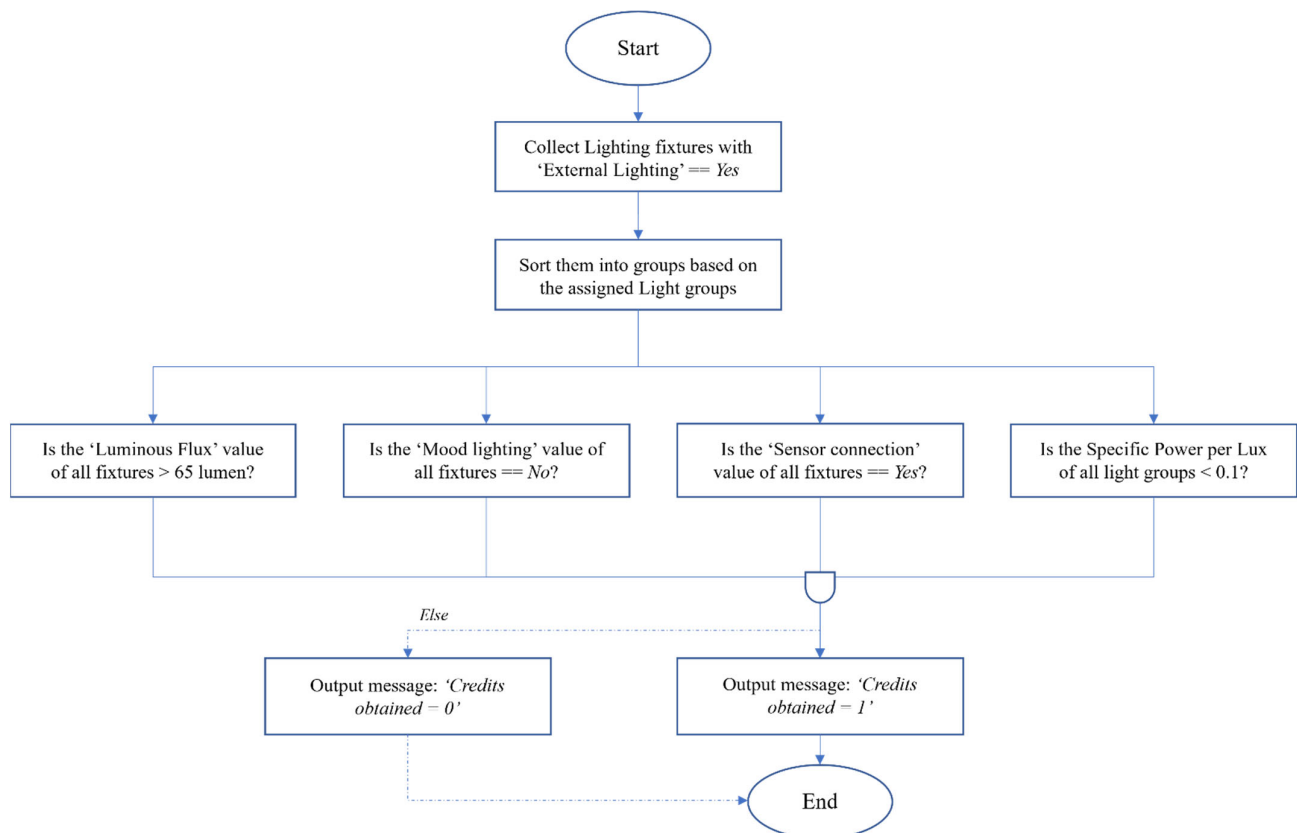 Start
Collect Lighting fixtures with
‘External Lighting’ == Yes
Sort them into groups based on
the assigned Light groups
Is the ‘Luminous Flux’ value
of all fixtures > 65 lumen?
Is the ‘Mood lighting’ value of
all fixtures == No?
Is the ‘Sensor connection’
value of all fixtures == Yes?
Is the Specific Power per Lux
of all light groups < 0.1?
Else
Output message: ‘Credits
obtained = 0’
Output message: ‘Credits
obtained = 1’
End